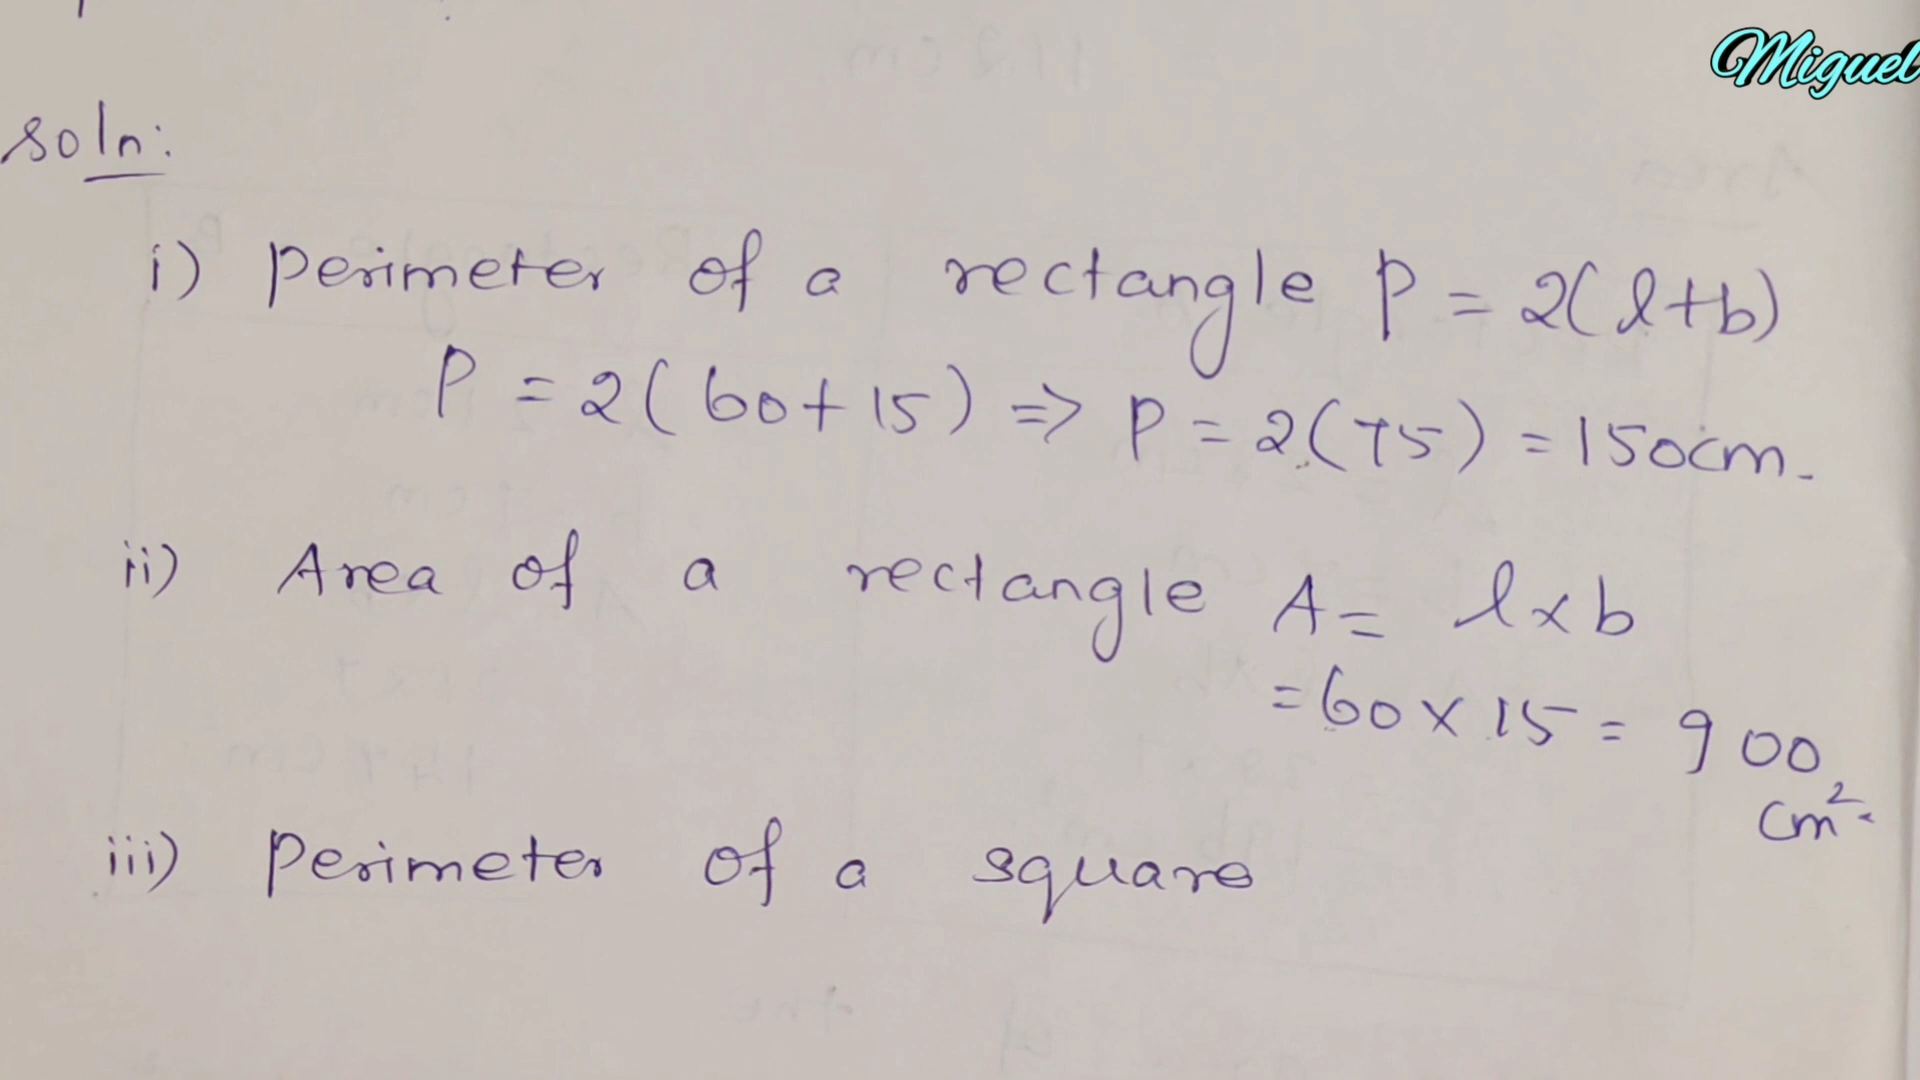 Miguel
soln:
i) perimeter of a rectangle P = 2(l+b)
P = 2(60+15) => P = 2(75) = 150cm.
ii) Area of a rectangle A = l×b
= 60×15 = 900
cm².
iii) perimeter of a square